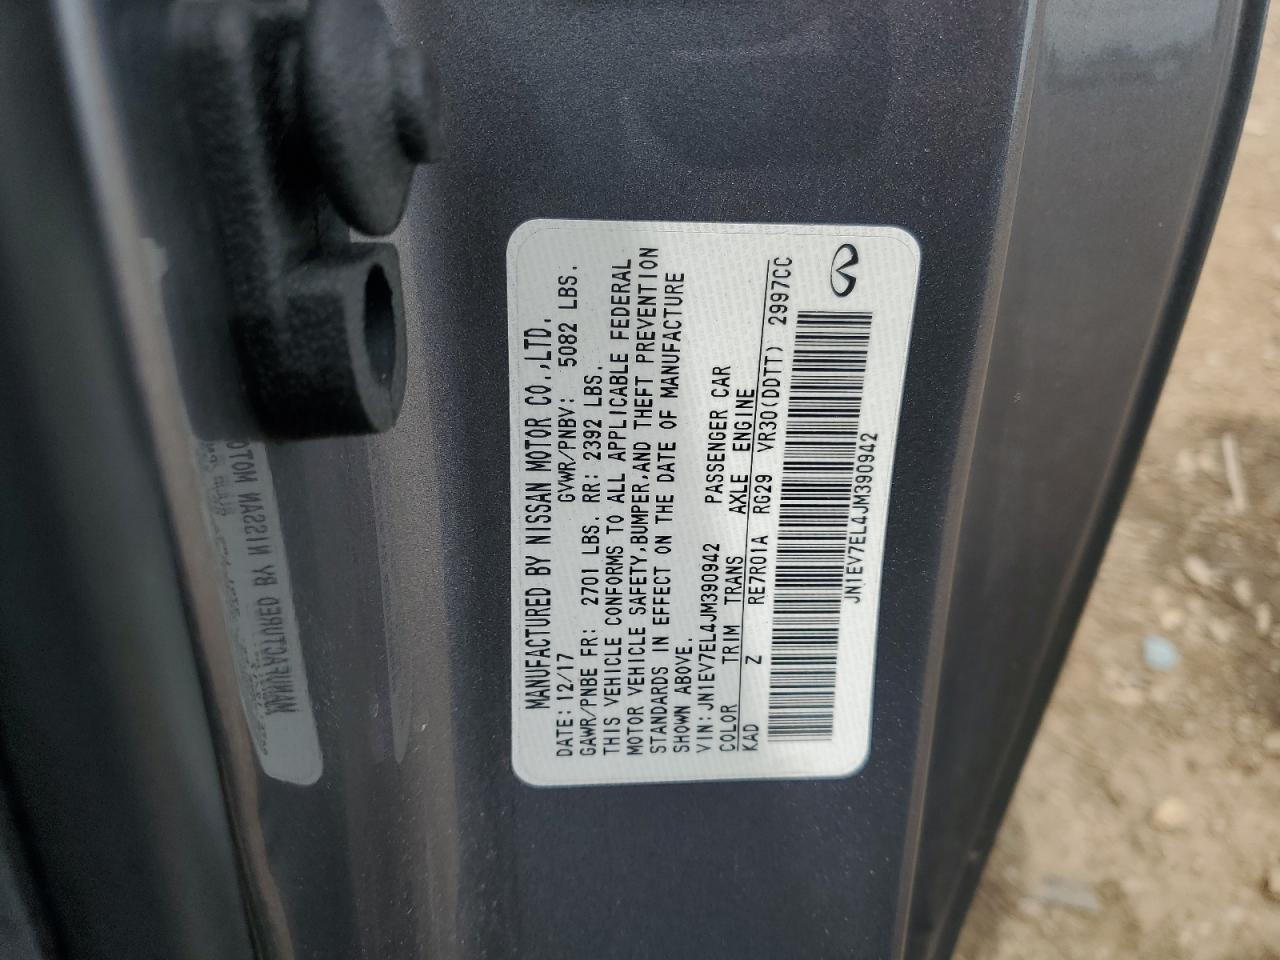 MANUFACTURED BY NISSAN MOTOR CO.,LTD.
DATE: 12/17 GVWR/PNBV: 5082 LBS.
GAWR/PNBE FR: 2701 LBS. RR: 2392 LBS.
THIS VEHICLE CONFORMS TO ALL APPLICABLE FEDERAL
MOTOR VEHICLE SAFETY,BUMPER,AND THEFT PREVENTION
STANDARDS IN EFFECT ON THE DATE OF MANUFACTURE
SHOWN ABOVE.
VIN: JN1EV7EL4JM390942 PASSENGER CAR
COLOR TRIM TRANS AXLE ENGINE
KAD Z RE7R01A RG29 VR30(DDTT) 2997CC
JN1EV7EL4JM390942
MANUFACTURED BY NISSAN MOTOR